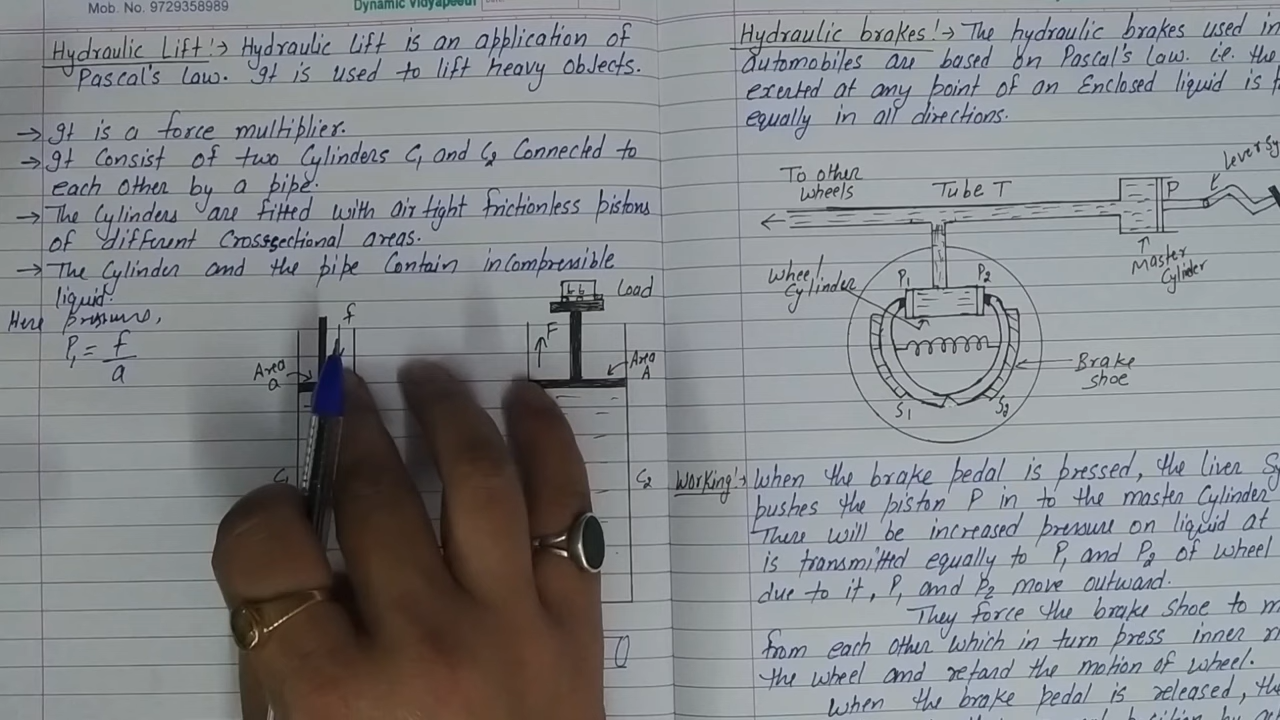 Mob. No. 9729358989
Dynamic Vidyapeeth
Hydraulic Lift!→ Hydraulic lift is an application of
Pascal's Law. It is used to lift heavy objects.
→ It is a force multiplier.
→ It Consist of two Cylinders C1 and C2 Connected to
each other by a pipe.
→ The Cylinders are fitted with air tight frictionless pistons
of different Crosssectional areas.
→ The Cylinder and the pipe Contain incompressible
liquid.
Here pressure,
P1 = f
a
f
Area
a
C1
Load
F
Area
A
C2
Hydraulic brakes!→ The hydraulic brakes used in
automobiles are based on Pascal's Law. i.e. the
exerted at any point of an Enclosed liquid is
equally in all directions.
To other
wheels
Tube T
P
Lever Sy
Master
Cylinder
Wheel
Cylinder
P1
P2
Brake
shoe
S1
S2
Working:→ When the brake pedal is pressed, the liver Sy
pushes the piston P in to the master Cylinder
There will be increased pressure on liquid at
is transmitted equally to P1 and P2 of wheel
due to it, P1 and P2 move outward.
They force the brake shoe to m
from each other which in turn press inner
the wheel and retard the motion of wheel.
When the brake pedal is released, the